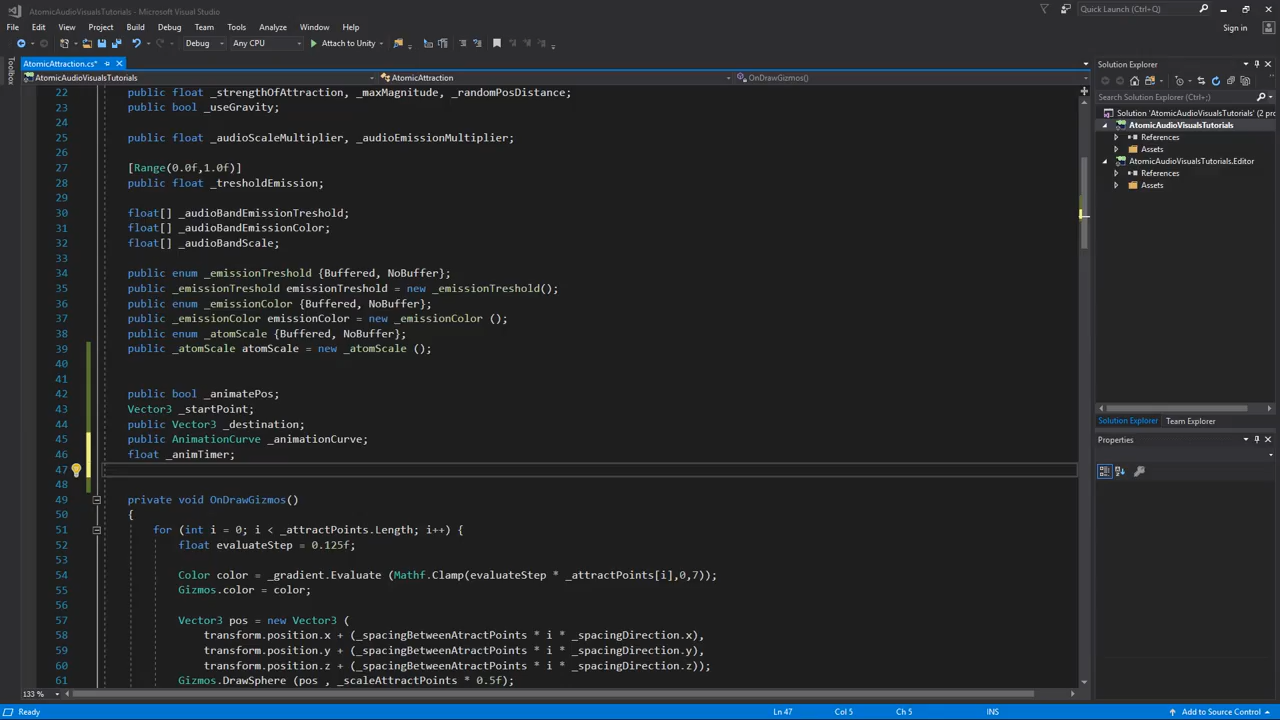 AtomicAudioVisualsTutorials - Microsoft Visual Studio
Quick Launch (Ctrl+Q)
File Edit View Project Build Debug Team Tools Analyze Window Help
Sign in
Debug Any CPU Attach to Unity
Toolbox
AtomicAttraction.cs*
AtomicAudioVisualsTutorials AtomicAttraction OnDrawGizmos()
22 public float _strengthOfAttraction, _maxMagnitude, _randomPosDistance;
23 public bool _useGravity;
24
25 public float _audioScaleMultiplier, _audioEmissionMultiplier;
26
27 [Range(0.0f,1.0f)]
28 public float _tresholdEmission;
29
30 float[] _audioBandEmissionTreshold;
31 float[] _audioBandEmissionColor;
32 float[] _audioBandScale;
33
34 public enum _emissionTreshold {Buffered, NoBuffer};
35 public _emissionTreshold emissionTreshold = new _emissionTreshold();
36 public enum _emissionColor {Buffered, NoBuffer};
37 public _emissionColor emissionColor = new _emissionColor ();
38 public enum _atomScale {Buffered, NoBuffer};
39 public _atomScale atomScale = new _atomScale ();
40
41
42 public bool _animatePos;
43 Vector3 _startPoint;
44 public Vector3 _destination;
45 public AnimationCurve _animationCurve;
46 float _animTimer;
47
48
49 private void OnDrawGizmos()
50 {
51 for (int i = 0; i < _attractPoints.Length; i++) {
52 float evaluateStep = 0.125f;
53
54 Color color = _gradient.Evaluate (Mathf.Clamp(evaluateStep * _attractPoints[i],0,7));
55 Gizmos.color = color;
56
57 Vector3 pos = new Vector3 (
58 transform.position.x + (_spacingBetweenAtractPoints * i * _spacingDirection.x),
59 transform.position.y + (_spacingBetweenAtractPoints * i * _spacingDirection.y),
60 transform.position.z + (_spacingBetweenAtractPoints * i * _spacingDirection.z));
61 Gizmos.DrawSphere (pos , _scaleAttractPoints * 0.5f);
133 %
Solution Explorer
Search Solution Explorer (Ctrl+;)
Solution 'AtomicAudioVisualsTutorials' (2 pro
AtomicAudioVisualsTutorials
References
Assets
AtomicAudioVisualsTutorials.Editor
References
Assets
Solution Explorer Team Explorer
Properties
Ready Ln 47 Col 5 Ch 5 INS Add to Source Control